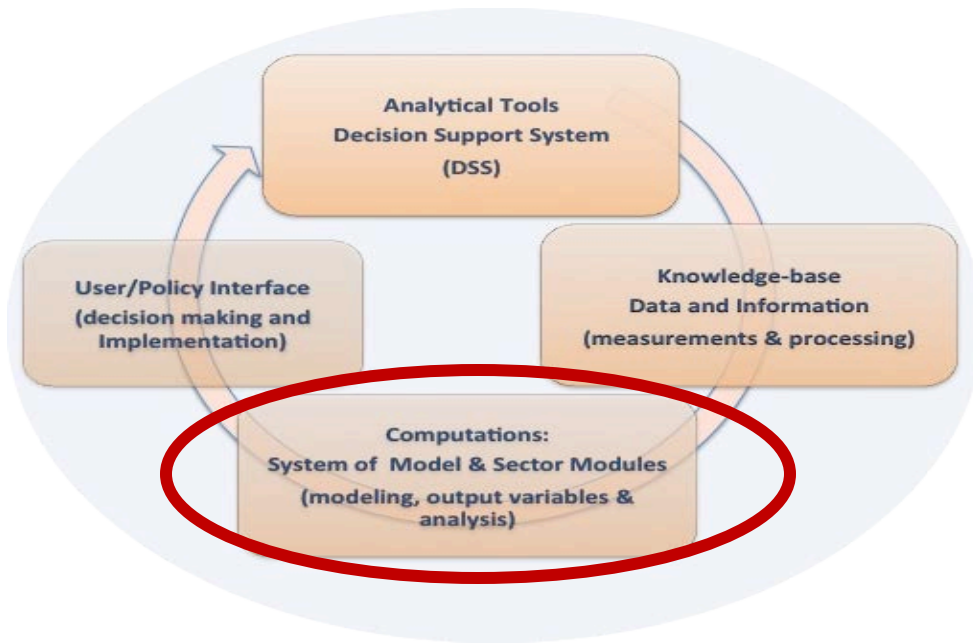 Analytical Tools
Decision Support System
(DSS)
User/Policy Interface
(decision making and
Implementation)
Knowledge-base
Data and Information
(measurements & processing)
Computations:
System of Model & Sector Modules
(modeling, output variables &
analysis)